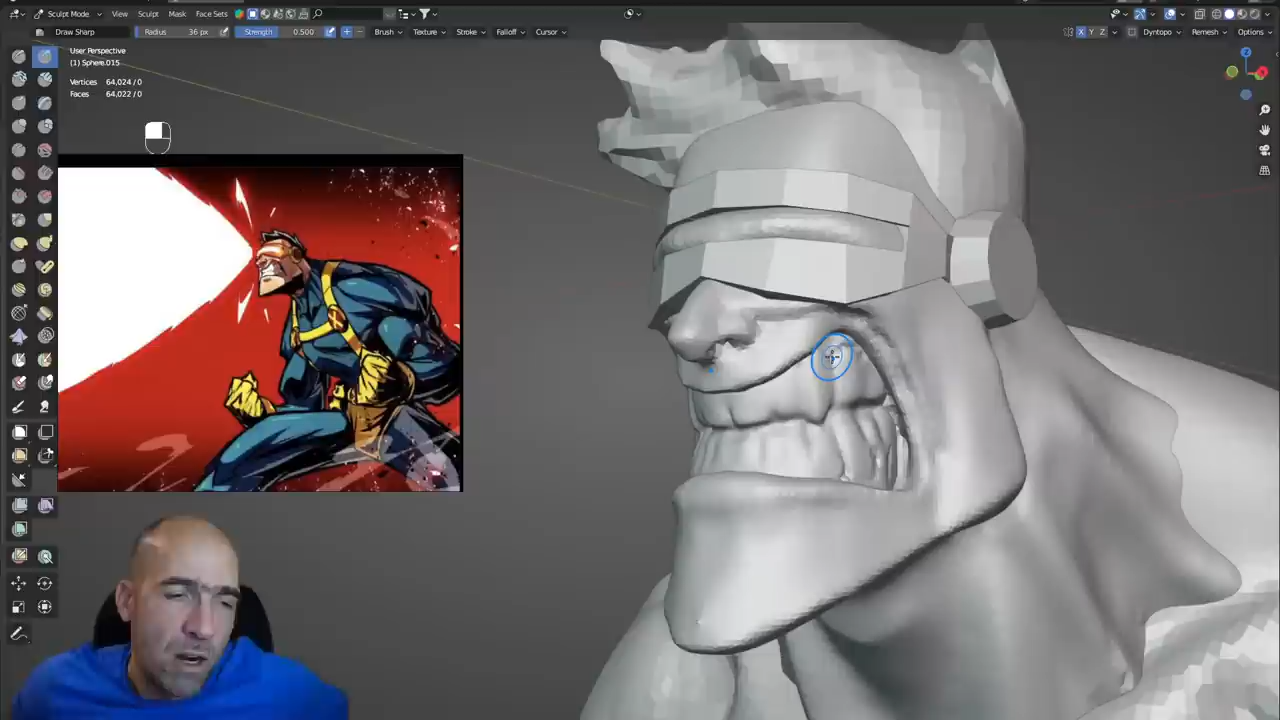 Sculpt Mode View Sculpt Mask Face Sets
Draw Sharp Radius 36 px Strength 0.500 Brush Texture Stroke Falloff Cursor X Y Z Dyntopo Remesh Options
User Perspective
(1) Sphere.015
Vertices 64,024 / 0
Faces 64,022 / 0
Z